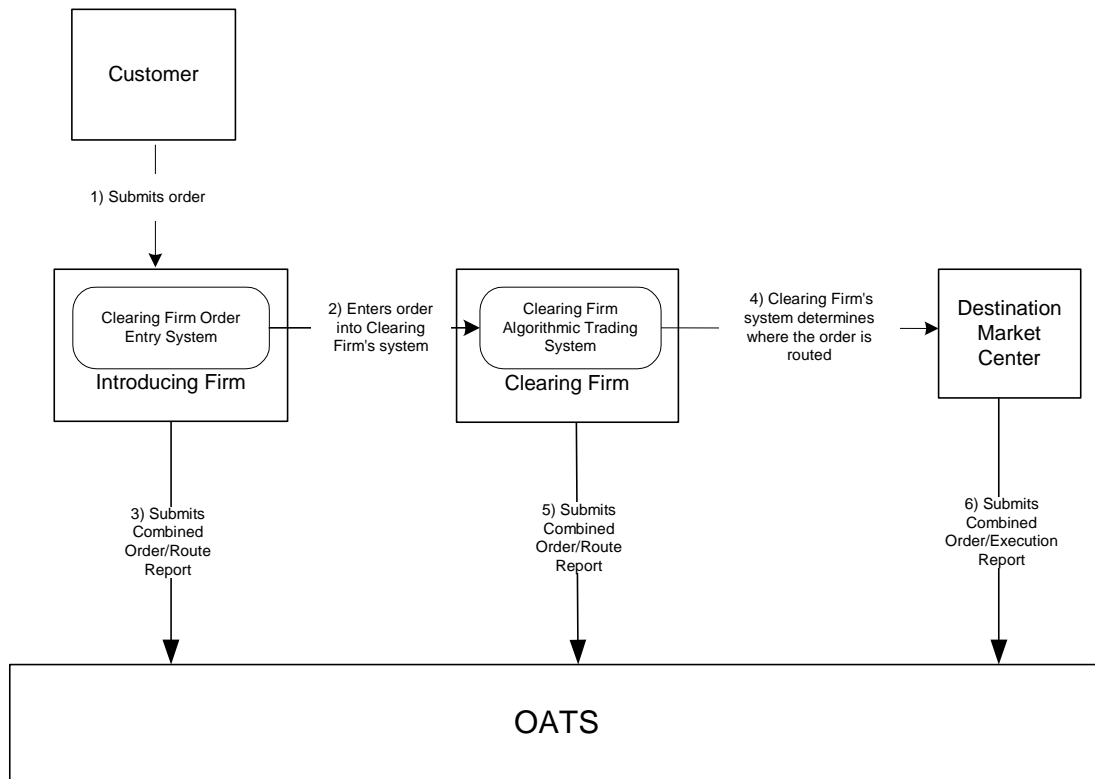 Customer
1) Submits order
Clearing Firm Order
Entry System
Introducing Firm
2) Enters order
into Clearing
Firm's system
Clearing Firm
Algorithmic Trading
System
Clearing Firm
4) Clearing Firm's
system determines
where the order is
routed
Destination
Market
Center
3) Submits
Combined
Order/Route
Report
5) Submits
Combined
Order/Route
Report
6) Submits
Combined
Order/Execution
Report
OATS